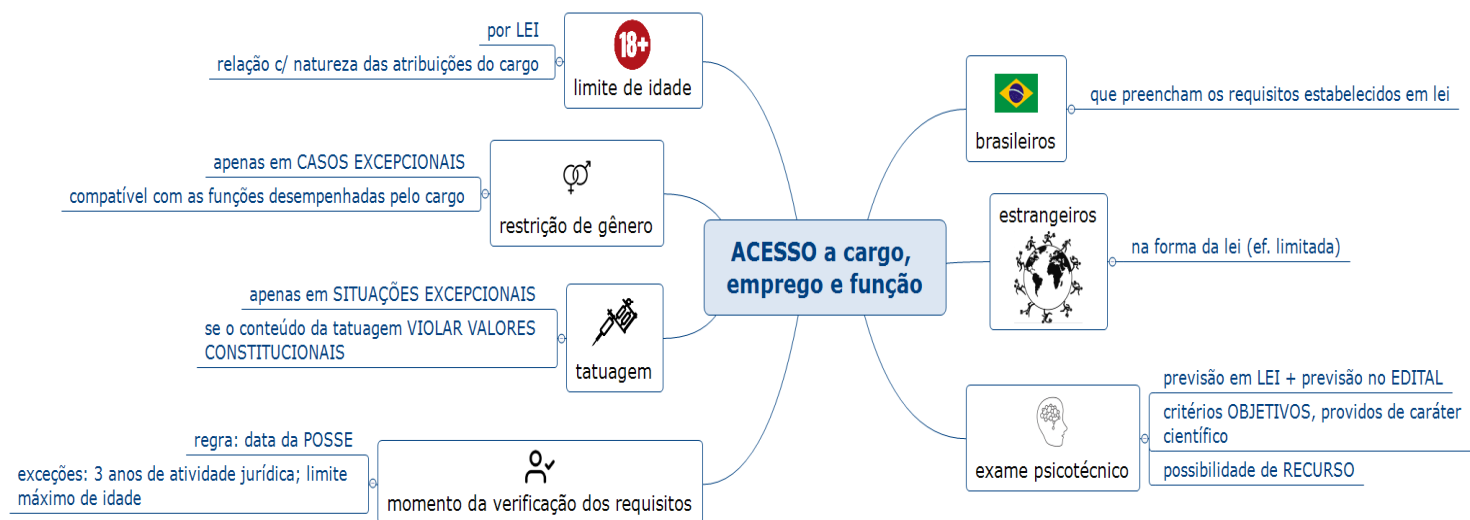 ACESSO a cargo,
emprego e função
18+
limite de idade
por LEI
relação c/ natureza das atribuições do cargo
restrição de gênero
apenas em CASOS EXCEPCIONAIS
compatível com as funções desempenhadas pelo cargo
tatuagem
apenas em SITUAÇÕES EXCEPCIONAIS
se o conteúdo da tatuagem VIOLAR VALORES
CONSTITUCIONAIS
momento da verificação dos requisitos
regra: data da POSSE
exceções: 3 anos de atividade jurídica; limite
máximo de idade
brasileiros
que preencham os requisitos estabelecidos em lei
estrangeiros
na forma da lei (ef. limitada)
exame psicotécnico
previsão em LEI + previsão no EDITAL
critérios OBJETIVOS, providos de caráter
científico
possibilidade de RECURSO